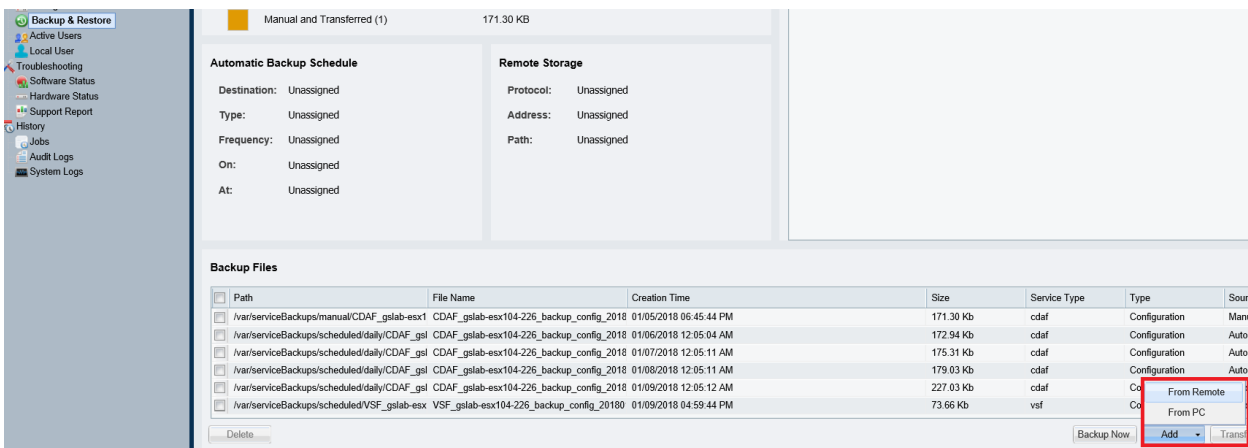 Backup & Restore
Active Users
Local User
Troubleshooting
Software Status
Hardware Status
Support Report
History
Jobs
Audit Logs
System Logs
Manual and Transferred (1) 171.30 KB
Automatic Backup Schedule
Destination: Unassigned
Type: Unassigned
Frequency: Unassigned
On: Unassigned
At: Unassigned
Remote Storage
Protocol: Unassigned
Address: Unassigned
Path: Unassigned
Backup Files
Path File Name Creation Time Size Service Type Type Sour
/var/serviceBackups/manual/CDAF_gslab-esx1 CDAF_gslab-esx104-226_backup_config_2018 01/05/2018 06:45:44 PM 171.30 Kb cdaf Configuration Manu
/var/serviceBackups/scheduled/daily/CDAF_gsl CDAF_gslab-esx104-226_backup_config_2018 01/06/2018 12:05:04 AM 172.94 Kb cdaf Configuration Auto
/var/serviceBackups/scheduled/daily/CDAF_gsl CDAF_gslab-esx104-226_backup_config_2018 01/07/2018 12:05:11 AM 175.31 Kb cdaf Configuration Auto
/var/serviceBackups/scheduled/daily/CDAF_gsl CDAF_gslab-esx104-226_backup_config_2018 01/08/2018 12:05:11 AM 179.03 Kb cdaf Configuration Auto
/var/serviceBackups/scheduled/daily/CDAF_gsl CDAF_gslab-esx104-226_backup_config_2018 01/09/2018 12:05:12 AM 227.03 Kb cdaf Co
/var/serviceBackups/scheduled/VSF_gslab-esx VSF_gslab-esx104-226_backup_config_20180 01/09/2018 04:59:44 PM 73.66 Kb vsf Co
From Remote
From PC
Delete Backup Now Add Transf